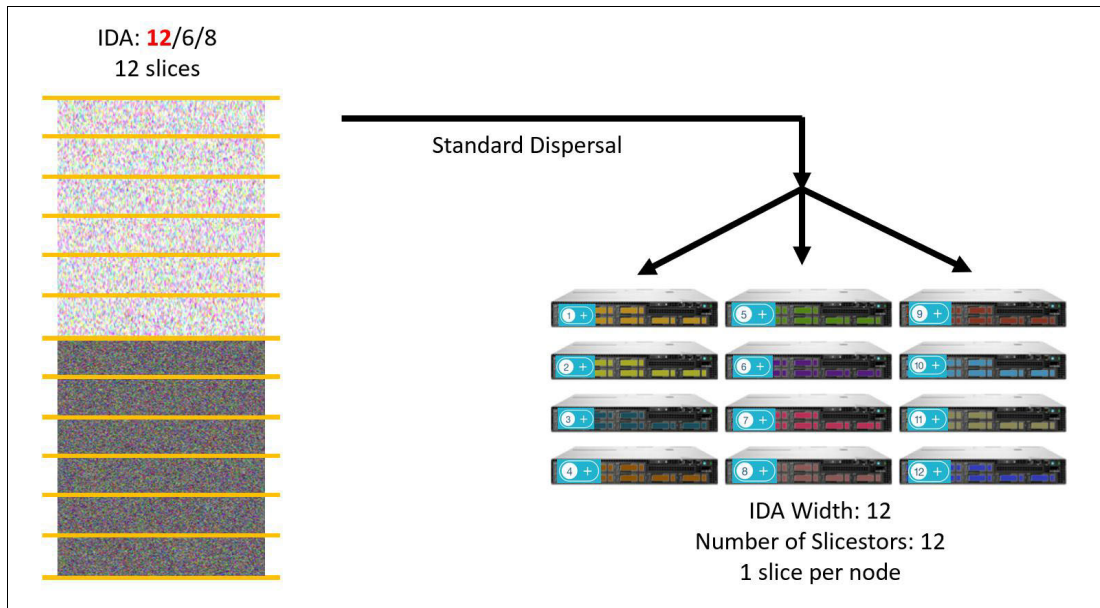 IDA: 12/6/8
12 slices
Standard Dispersal
1 +
5 +
9 +
2 +
6 +
10 +
3 +
7 +
11 +
4 +
8 +
12 +
IDA Width: 12
Number of Slicestors: 12
1 slice per node